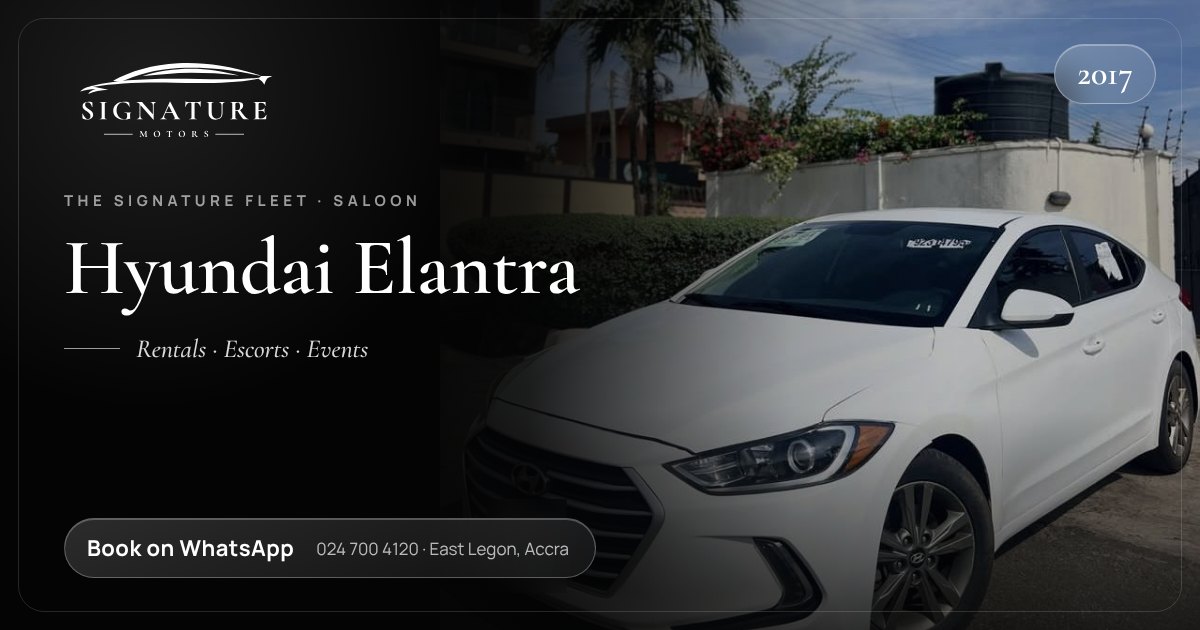 SIGNATURE
MOTORS
2017
THE SIGNATURE FLEET · SALOON
Hyundai Elantra
Rentals · Escorts · Events
Book on WhatsApp 024 700 4120 · East Legon, Accra